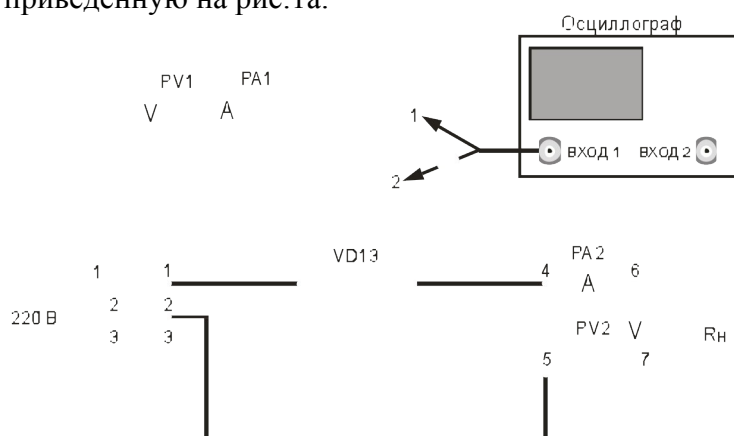 приведенную на рис.1а.
Осциллограф
PV1 PA1
V A
1
ВХОД 1 ВХОД 2
2
VD13
PA2
1 1 4 6
A
2 2
220 В
PV2 V Rн
3 3
5 7